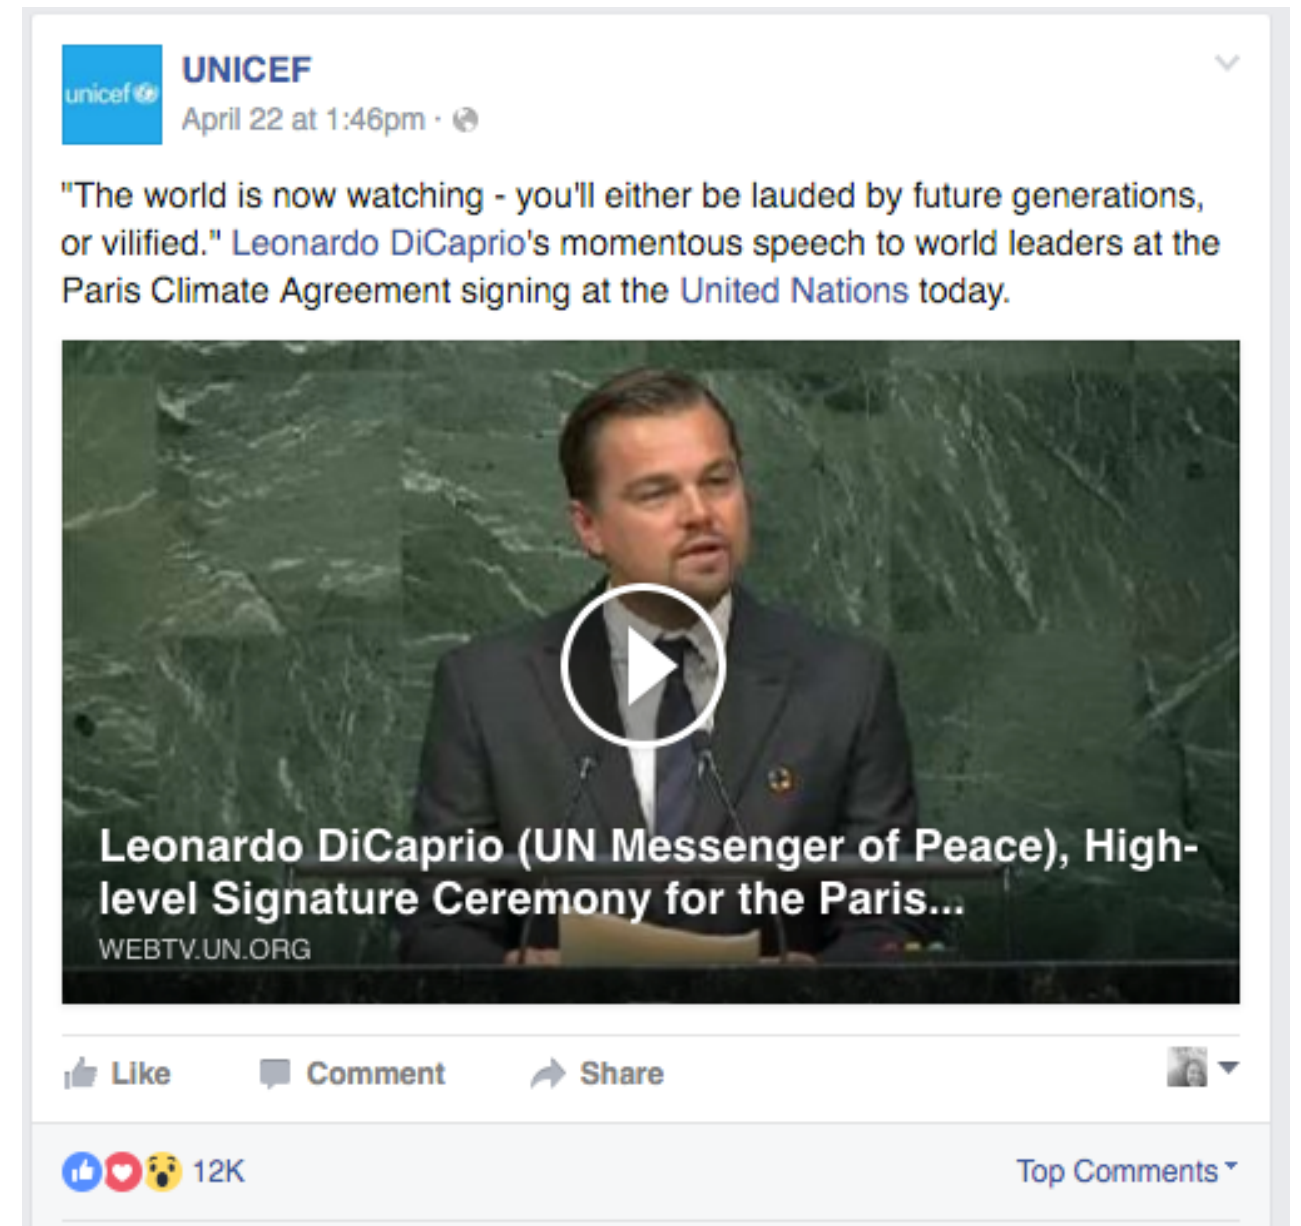 unicef
UNICEF
April 22 at 1:46pm ·
"The world is now watching - you'll either be lauded by future generations,
or vilified." Leonardo DiCaprio's momentous speech to world leaders at the
Paris Climate Agreement signing at the United Nations today.
Leonardo DiCaprio (UN Messenger of Peace), High-
level Signature Ceremony for the Paris...
WEBTV.UN.ORG
Like Comment Share
12K Top Comments